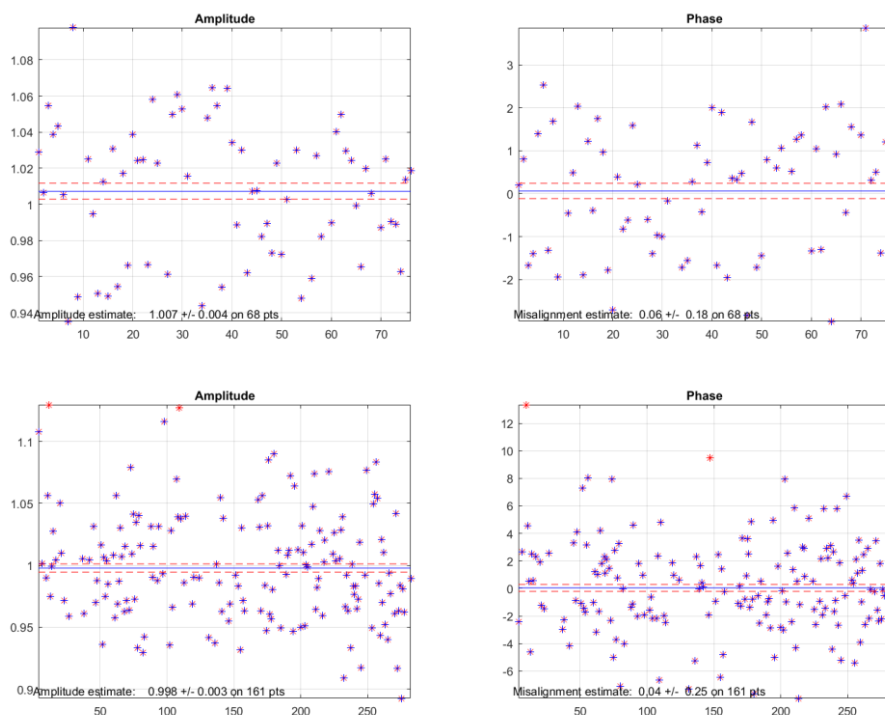 Amplitude
Phase
1.08
1.06
1.04
1.02
1
0.98
0.96
0.94
Amplitude estimate: 1.007 +/- 0.004 on 68 pts
10 20 30 40 50 60 70
3
2
1
0
-1
-2
Misalignment estimate: 0.06 +/- 0.18 on 68 pts
10 20 30 40 50 60 70
Amplitude
Phase
1.1
1.05
1
0.95
0.9
Amplitude estimate: 0.998 +/- 0.003 on 161 pts
50 100 150 200 250
12
10
8
6
4
2
0
-2
-4
-6
Misalignment estimate: 0.04 +/- 0.25 on 161 pts
50 100 150 200 250